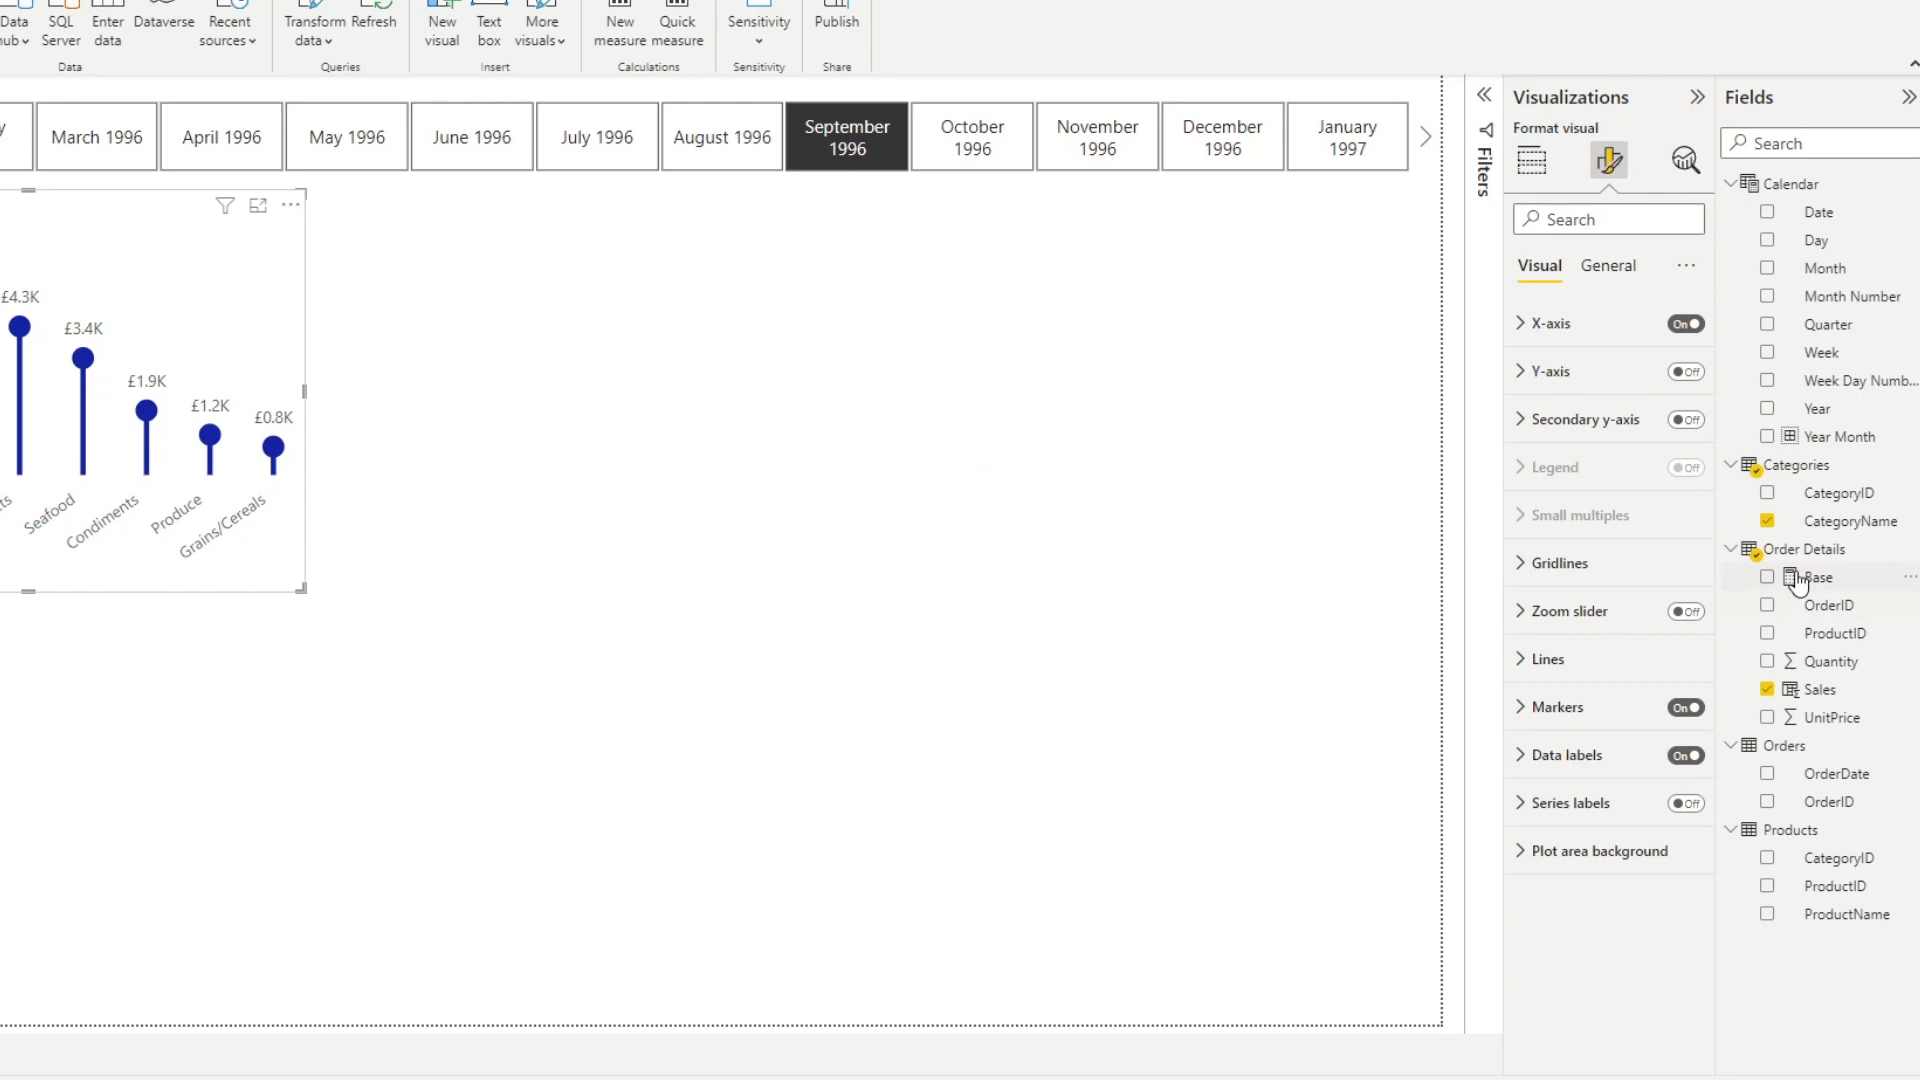 Data
SQL
Enter
Dataverse
Recent
Transform
Refresh
New
Text
More
New
Quick
Sensitivity
Publish
Server
data
sources
data
visual
box
visuals
measure
measure
Data
Queries
Insert
Calculations
Sensitivity
Share
March 1996
April 1996
May 1996
June 1996
July 1996
August 1996
September
1996
October
1996
November
1996
December
1996
January
1997
£4.3K
£3.4K
£1.9K
£1.2K
£0.8K
Seafood
Condiments
Produce
Grains/Cereals
Filters
Visualizations
Format visual
Search
Visual
General
X-axis
On
Y-axis
Off
Secondary y-axis
Off
Legend
Off
Small multiples
Gridlines
Zoom slider
Off
Lines
Markers
On
Data labels
On
Series labels
Off
Plot area background
Fields
Search
Calendar
Date
Day
Month
Month Number
Quarter
Week
Week Day Numb...
Year
Year Month
Categories
CategoryID
CategoryName
Order Details
Base
OrderID
ProductID
Quantity
Sales
UnitPrice
Orders
OrderDate
OrderID
Products
CategoryID
ProductID
ProductName